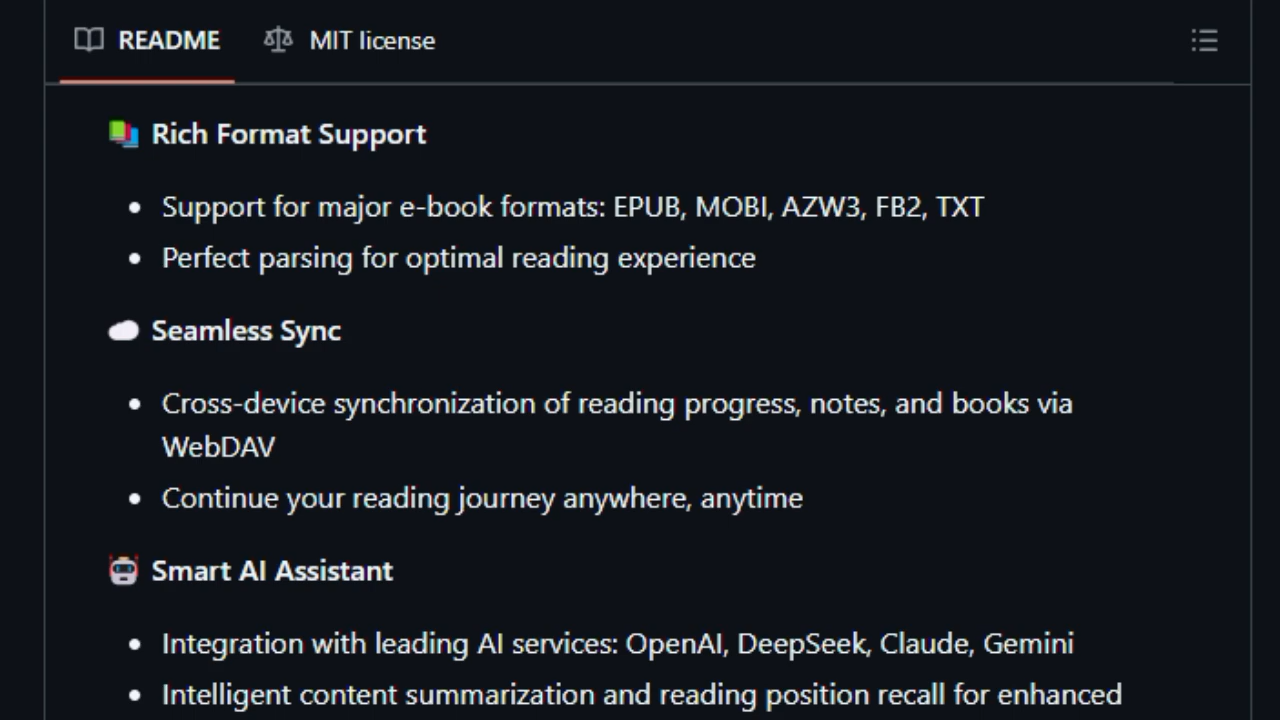 README MIT license
Rich Format Support
Support for major e-book formats: EPUB, MOBI, AZW3, FB2, TXT
Perfect parsing for optimal reading experience
Seamless Sync
Cross-device synchronization of reading progress, notes, and books via
WebDAV
Continue your reading journey anywhere, anytime
Smart AI Assistant
Integration with leading AI services: OpenAI, DeepSeek, Claude, Gemini
Intelligent content summarization and reading position recall for enhanced